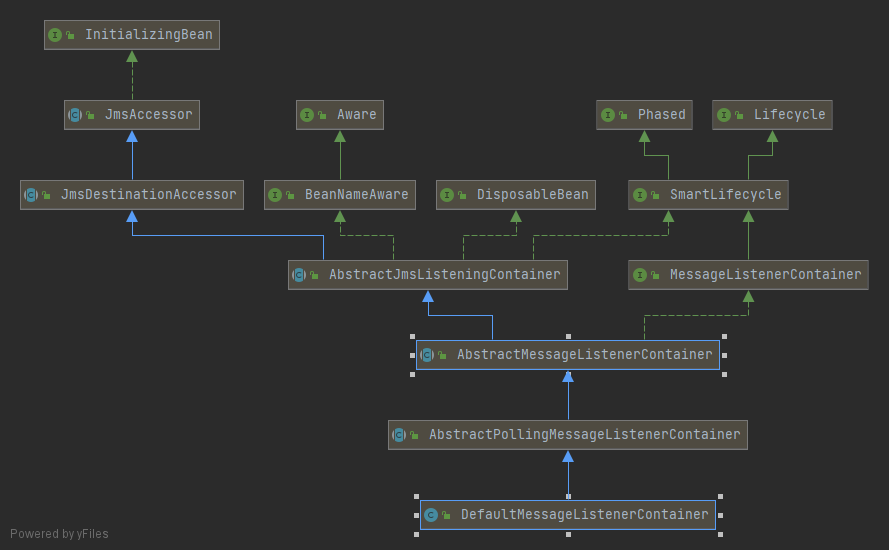 InitializingBean
JmsAccessor
Aware
Phased
Lifecycle
JmsDestinationAccessor
BeanNameAware
DisposableBean
SmartLifecycle
AbstractJmsListeningContainer
MessageListenerContainer
AbstractMessageListenerContainer
AbstractPollingMessageListenerContainer
DefaultMessageListenerContainer
Powered by yFiles